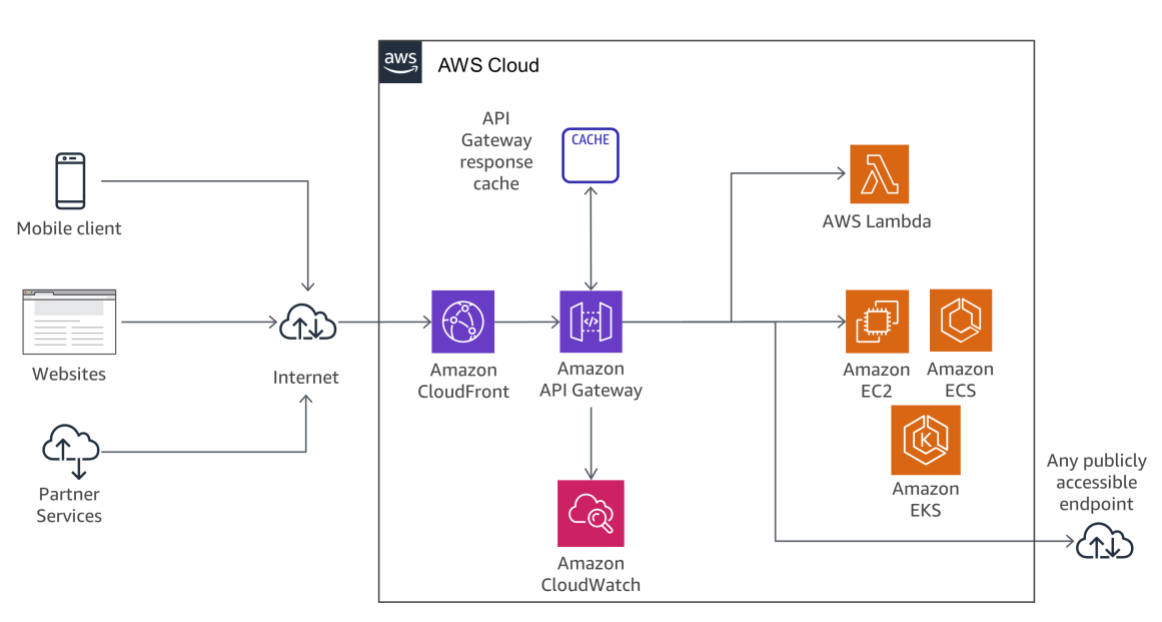 aws
AWS Cloud
API
Gateway
response
cache
CACHE
Mobile client
AWS Lambda
Websites
Internet
Amazon
CloudFront
Amazon
API Gateway
Amazon
EC2
Amazon
ECS
K
Amazon
EKS
Partner
Services
Any publicly
accessible
endpoint
Amazon
CloudWatch